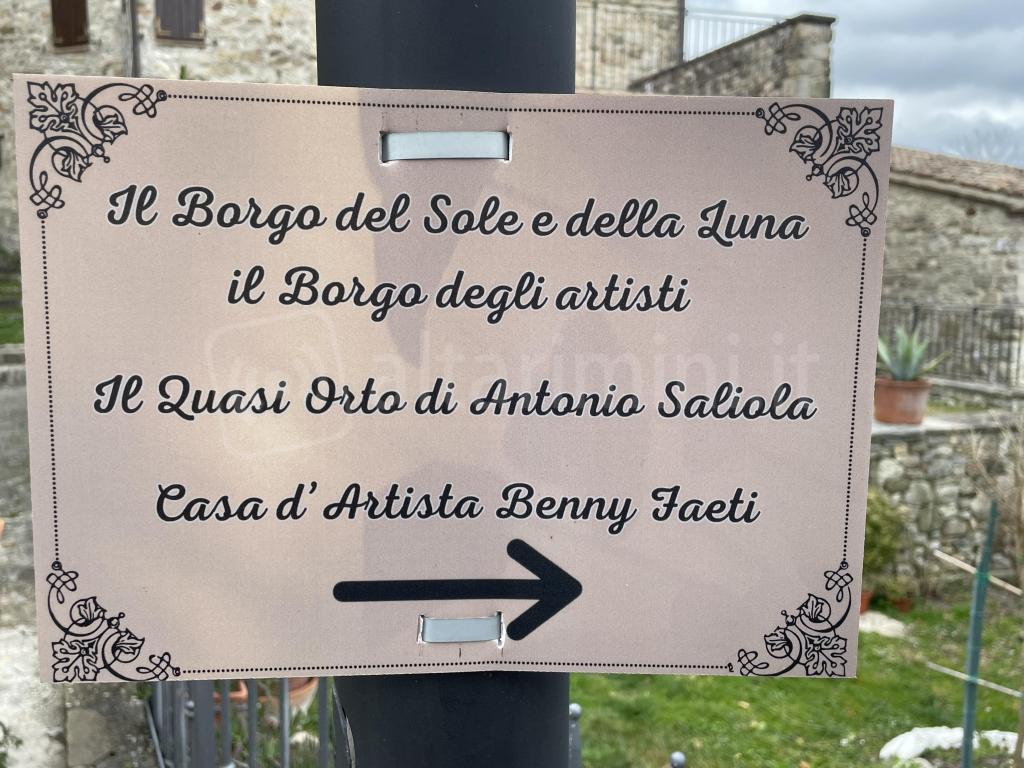 Il Borgo del Sole e della Luna
il Borgo degli artisti
altarimini.it
Il Quasi Orto di Antonio Saliola
Casa d'Artista Benny Faeti